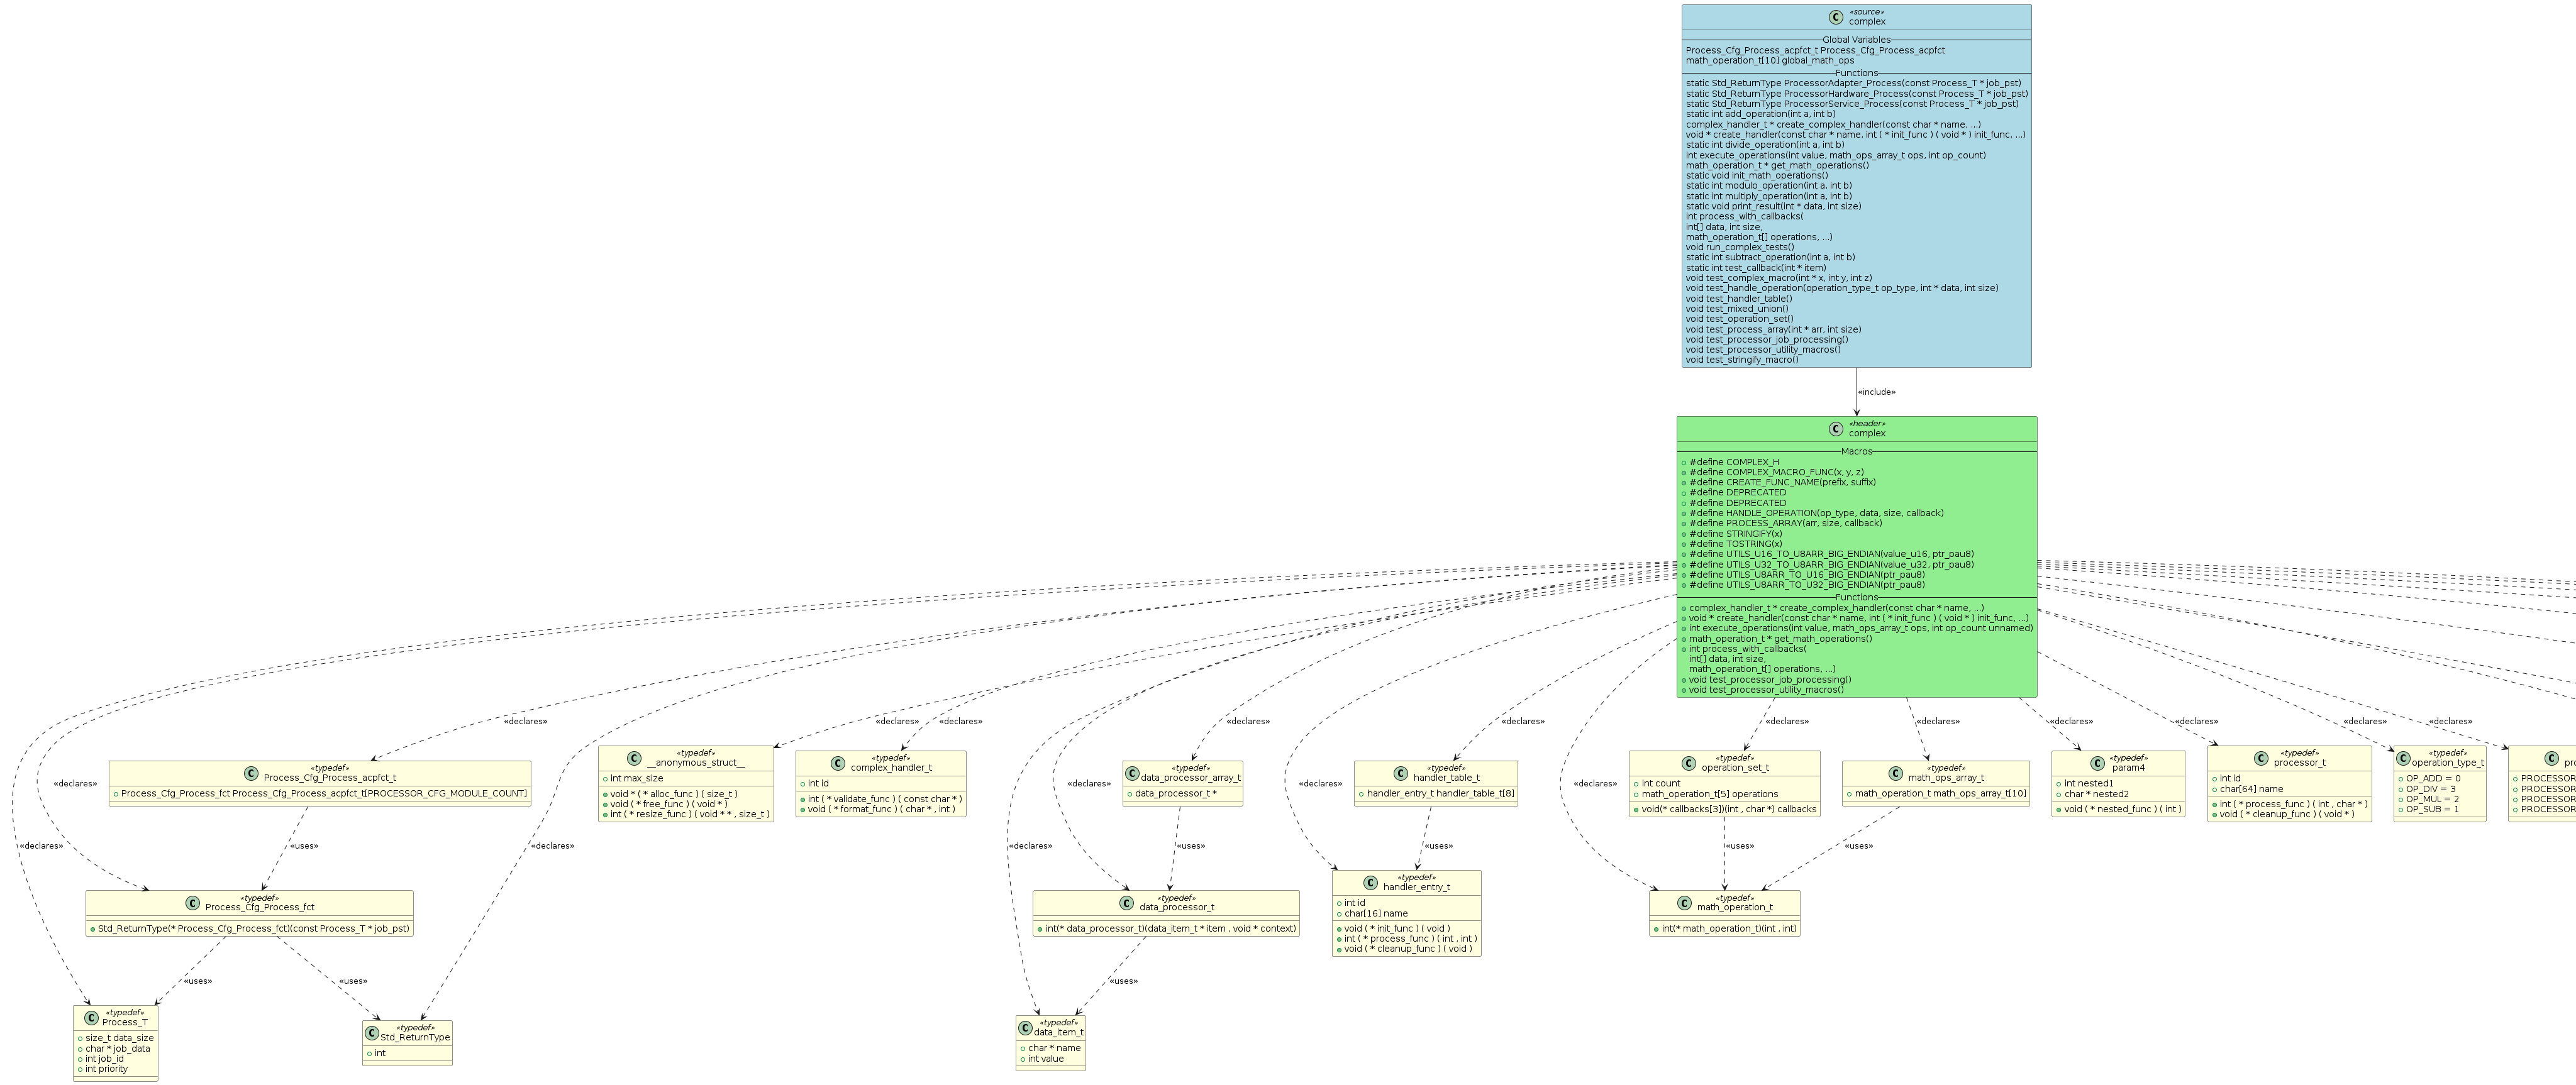 «source»
complex
Global Variables
Process_Cfg_Process_acpfct_t Process_Cfg_Process_acpfct
math_operation_t[10] global_math_ops
Functions
static Std_ReturnType ProcessorAdapter_Process(const Process_T * job_pst)
static Std_ReturnType ProcessorHardware_Process(const Process_T * job_pst)
static Std_ReturnType ProcessorService_Process(const Process_T * job_pst)
static int add_operation(int a, int b)
complex_handler_t * create_complex_handler(const char * name, ...)
void * create_handler(const char * name, int ( * init_func ) ( void * ) init_func, ...)
static int divide_operation(int a, int b)
int execute_operations(int value, math_ops_array_t ops, int op_count)
math_operation_t * get_math_operations()
static void init_math_operations()
static int modulo_operation(int a, int b)
static int multiply_operation(int a, int b)
static void print_result(int * data, int size)
int process_with_callbacks(
int[] data, int size,
math_operation_t[] operations, ...)
void run_complex_tests()
static int subtract_operation(int a, int b)
static int test_callback(int * item)
void test_complex_macro(int * x, int y, int z)
void test_handle_operation(operation_type_t op_type, int * data, int size)
void test_handler_table()
void test_mixed_union()
void test_operation_set()
void test_process_array(int * arr, int size)
void test_processor_job_processing()
void test_processor_utility_macros()
void test_stringify_macro()
«include»
«header»
complex
Macros
#define COMPLEX_H
#define COMPLEX_MACRO_FUNC(x, y, z)
#define CREATE_FUNC_NAME(prefix, suffix)
#define DEPRECATED
#define DEPRECATED
#define HANDLE_OPERATION(op_type, data, size, callback)
#define PROCESS_ARRAY(arr, size, callback)
#define STRINGIFY(x)
#define TOSTRING(x)
#define UTILS_U16_TO_U8ARR_BIG_ENDIAN(value_u16, ptr_pau8)
#define UTILS_U32_TO_U8ARR_BIG_ENDIAN(value_u32, ptr_pau8)
#define UTILS_U8ARR_TO_U16_BIG_ENDIAN(ptr_pau8)
#define UTILS_U8ARR_TO_U32_BIG_ENDIAN(ptr_pau8)
Functions
complex_handler_t * create_complex_handler(const char * name, ...)
void * create_handler(const char * name, int ( * init_func ) ( void * ) init_func, ...)
int execute_operations(int value, math_ops_array_t ops, int op_count unnamed)
math_operation_t * get_math_operations()
int process_with_callbacks(
int[] data, int size,
math_operation_t[] operations, ...)
void test_processor_job_processing()
void test_processor_utility_macros()
«declares»
«declares»
«declares»
«declares»
«declares»
«declares»
«declares»
«declares»
«declares»
«declares»
«declares»
«declares»
«typedef»
Process_Cfg_Process_acpfct_t
Process_Cfg_Process_fct Process_Cfg_Process_acpfct_t[PROCESSOR_CFG_MODULE_COUNT]
«typedef»
__anonymous_struct__
int max_size
void * ( * alloc_func ) ( size_t )
void ( * free_func ) ( void * )
int ( * resize_func ) ( void * * , size_t )
«typedef»
complex_handler_t
int id
int ( * validate_func ) ( const char * )
void ( * format_func ) ( char * , int )
«typedef»
data_processor_array_t
data_processor_t *
«typedef»
handler_table_t
handler_entry_t handler_table_t[8]
«typedef»
operation_set_t
int count
math_operation_t[5] operations
void(* callbacks[3])(int , char *) callbacks
«typedef»
math_ops_array_t
math_operation_t math_ops_array_t[10]
«typedef»
param4
int nested1
char * nested2
void ( * nested_func ) ( int )
«typedef»
processor_t
int id
char[64] name
int ( * process_func ) ( int , char * )
void ( * cleanup_func ) ( void * )
«typedef»
operation_type_t
OP_ADD = 0
OP_DIV = 3
OP_MUL = 2
OP_SUB = 1
PROCESSOR
PROCESSOR
PROCESSOR
PROCESSOR
«declares»
«declares»
«declares»
«declares»
«declares»
«declares»
«uses»
«uses»
«uses»
«uses»
«uses»
«typedef»
Process_Cfg_Process_fct
Std_ReturnType(* Process_Cfg_Process_fct)(const Process_T * job_pst)
«typedef»
data_processor_t
int(* data_processor_t)(data_item_t * item , void * context)
«typedef»
handler_entry_t
int id
char[16] name
void ( * init_func ) ( void )
int ( * process_func ) ( int , int )
void ( * cleanup_func ) ( void )
«typedef»
math_operation_t
int(* math_operation_t)(int , int)
«uses»
«uses»
«uses»
«typedef»
Process_T
size_t data_size
char * job_data
int job_id
int priority
«typedef»
Std_ReturnType
int
«typedef»
data_item_t
char * name
int value